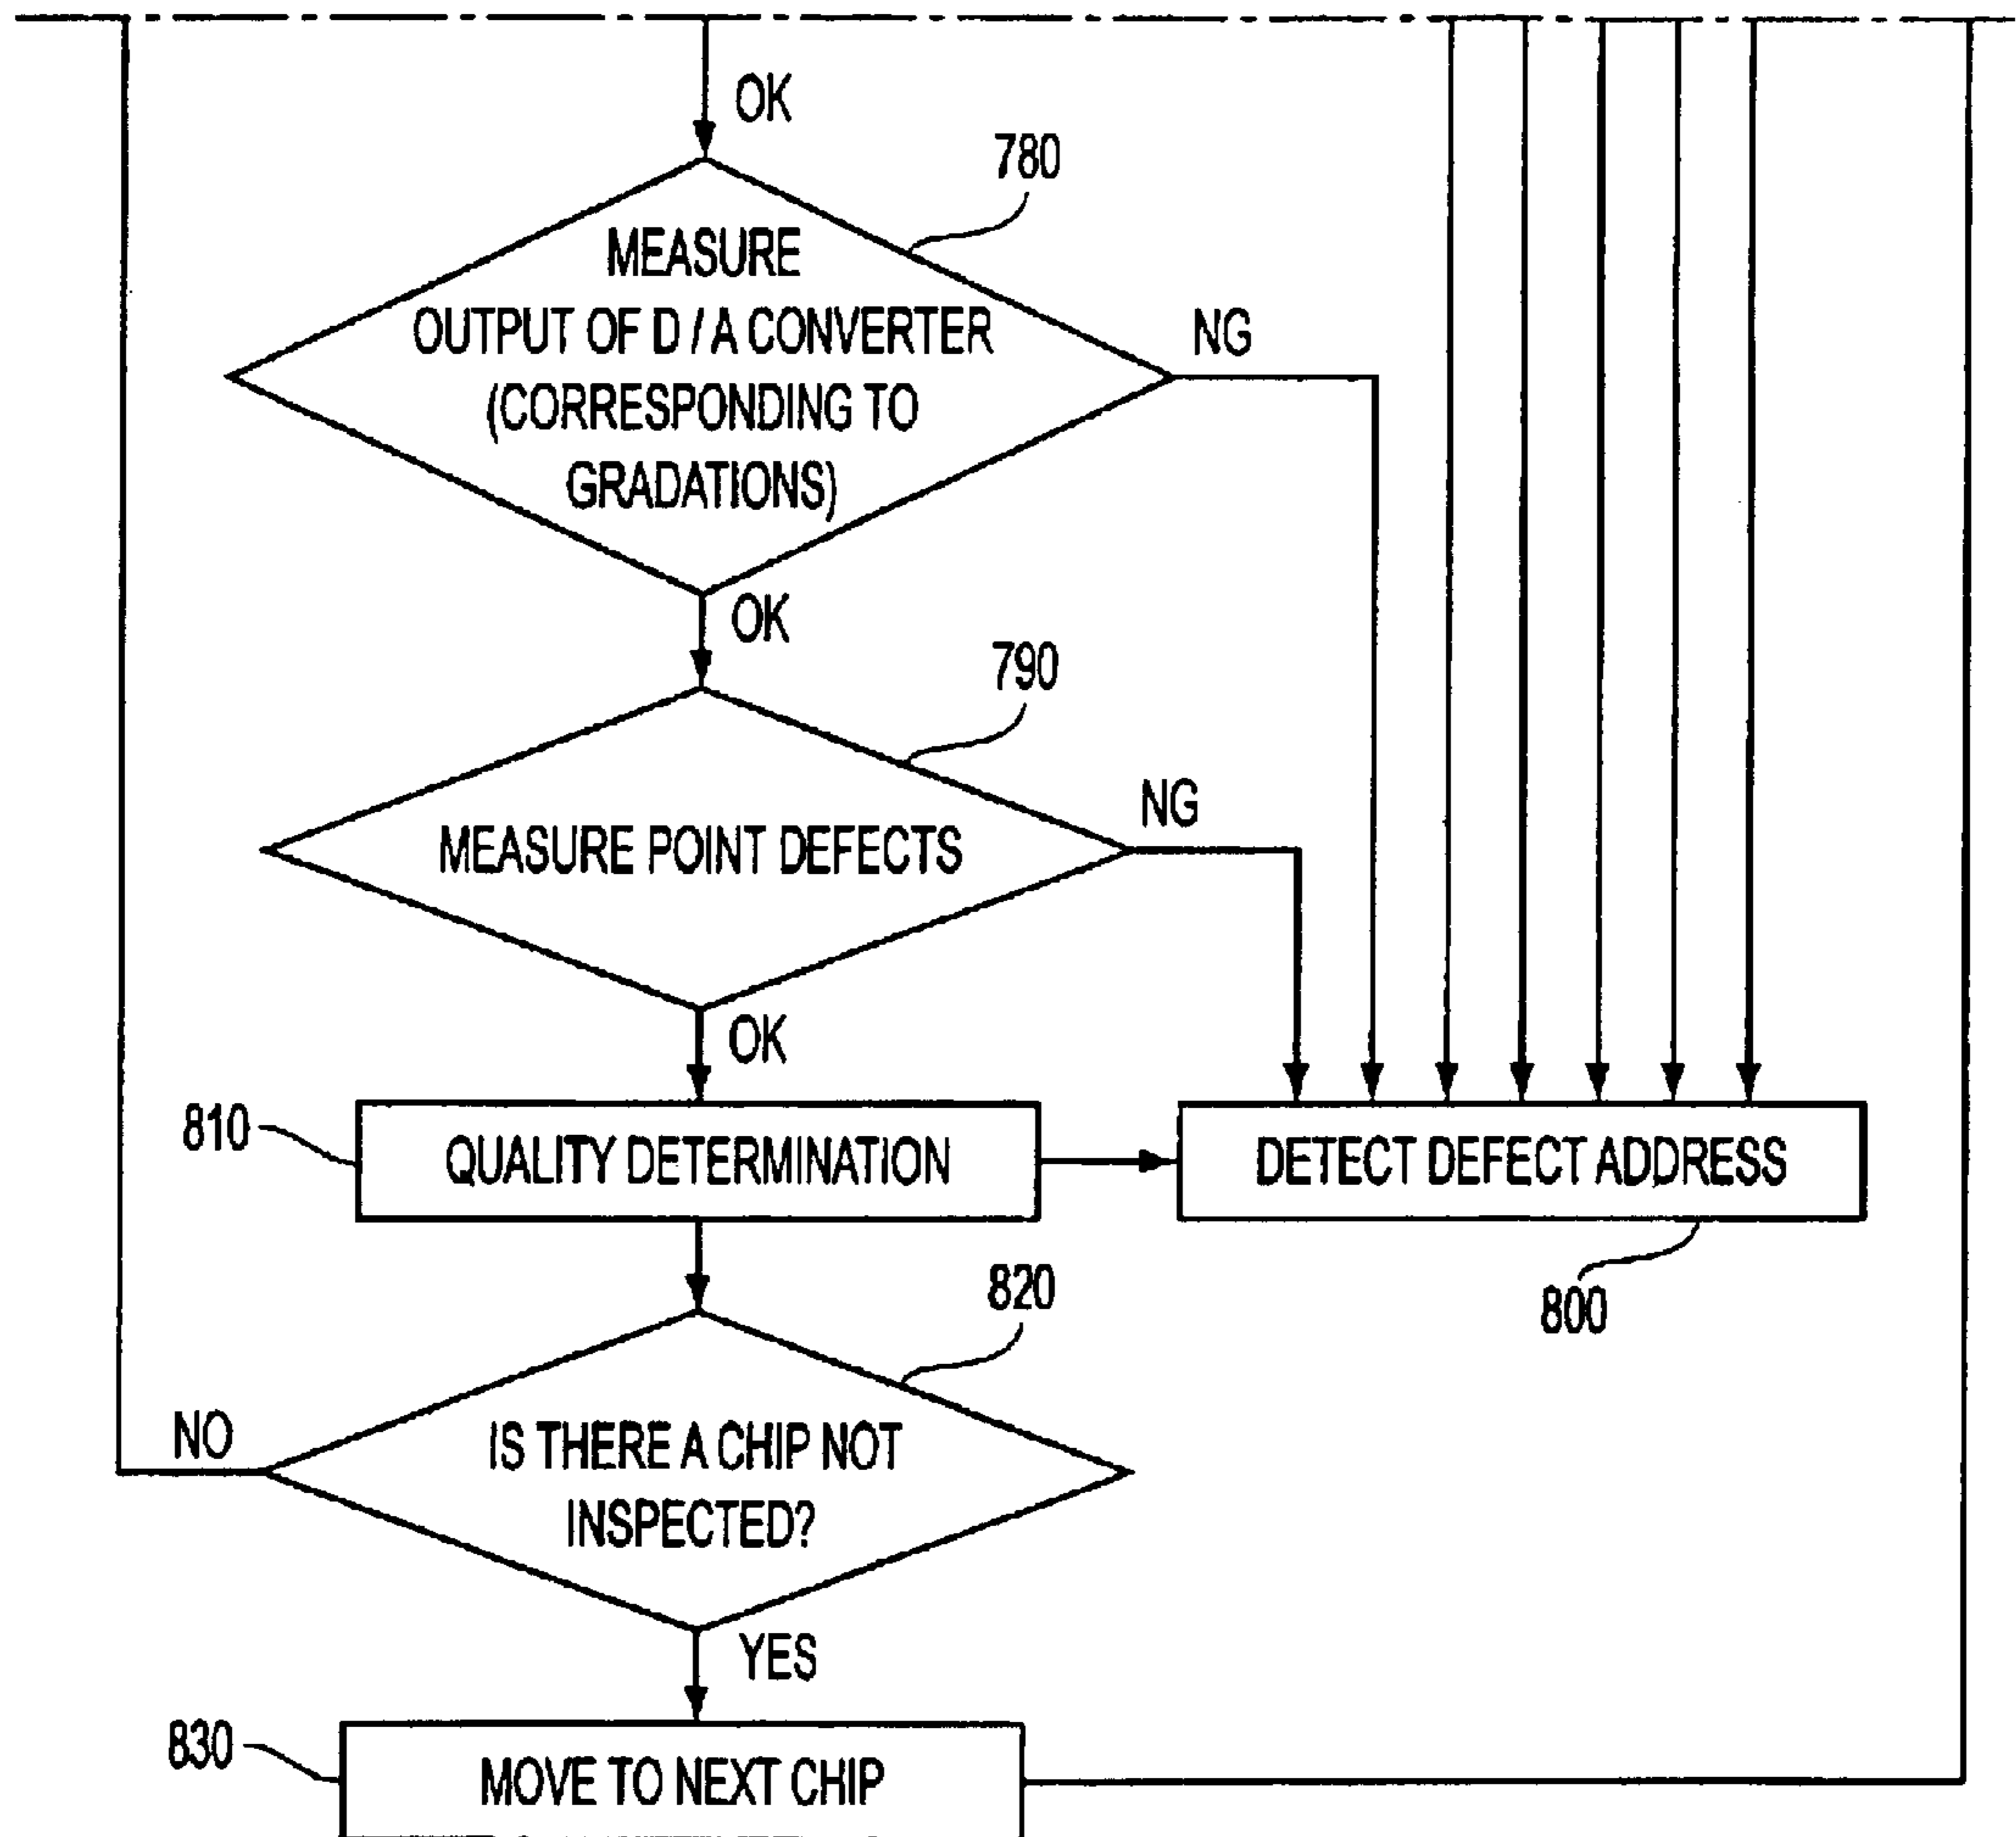 OK
780
MEASURE
OUTPUT OF D / A CONVERTER
(CORRESPONDING TO
GRADATIONS)
NG
OK
790
MEASURE POINT DEFECTS
NG
OK
810
QUALITY DETERMINATION
DETECT DEFECT ADDRESS
800
820
IS THERE A CHIP NOT
INSPECTED?
NO
YES
830
MOVE TO NEXT CHIP